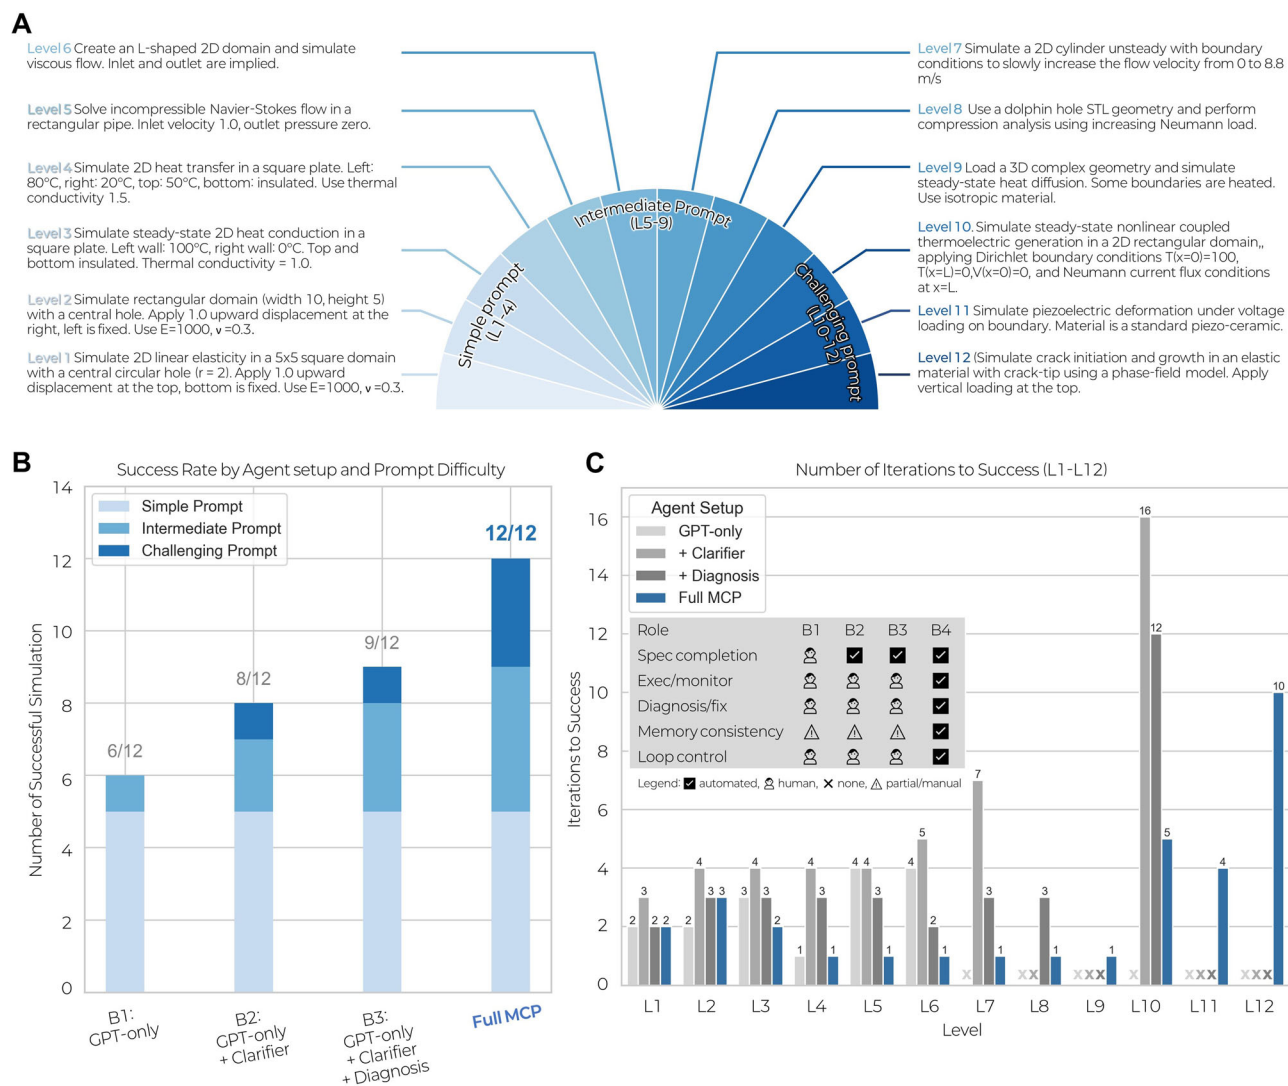 A
Level 6 Create an L-shaped 2D domain and simulate
viscous flow. Inlet and outlet are implied.
Level 5 Solve incompressible Navier-Stokes flow in a
rectangular pipe. Inlet velocity 1.0, outlet pressure zero.
Level 4 Simulate 2D heat transfer in a square plate. Left:
80°C, right: 20°C, top: 50°C, bottom: insulated. Use thermal
conductivity 1.5.
Level 3 Simulate steady-state 2D heat conduction in a
square plate. Left wall: 100°C, right wall: 0°C. Top and
bottom insulated. Thermal conductivity = 1.0.
Level 2 Simulate rectangular domain (width 10, height 5)
with a central hole. Apply 1.0 upward displacement at the
right, left is fixed. Use E=1000, ν =0.3.
Level 1 Simulate 2D linear elasticity in a 5x5 square domain
with a central circular hole (r = 2). Apply 1.0 upward
displacement at the top, bottom is fixed. Use E=1000, ν =0.3.
Simple prompt
(L1-4)
Intermediate Prompt
(L5-9)
Challenging prompt
(L10-12)
Level 7 Simulate a 2D cylinder unsteady with boundary
conditions to slowly increase the flow velocity from 0 to 8.8
m/s
Level 8 Use a dolphin hole STL geometry and perform
compression analysis using increasing Neumann load.
Level 9 Load a 3D complex geometry and simulate
steady-state heat diffusion. Some boundaries are heated.
Use isotropic material.
Level 10. Simulate steady-state nonlinear coupled
thermoelectric generation in a 2D rectangular domain,,
applying Dirichlet boundary conditions T(x=0)=100,
T(x=L)=0,V(x=0)=0, and Neumann current flux conditions
at x=L.
Level 11 Simulate piezoelectric deformation under voltage
loading on boundary. Material is a standard piezo-ceramic.
Level 12 (Simulate crack initiation and growth in an elastic
material with crack-tip using a phase-field model. Apply
vertical loading at the top.
B
Success Rate by Agent setup and Prompt Difficulty
Number of Successful Simulation
14
12
10
8
6
4
2
0
Simple Prompt
Intermediate Prompt
Challenging Prompt
6/12
8/12
9/12
12/12
B1:
GPT-only
B2:
GPT-only
+ Clarifier
B3:
GPT-only
+ Clarifier
+ Diagnosis
Full MCP
C
Number of Iterations to Success (L1-L12)
Iterations to Success
16
14
12
10
8
6
4
2
0
Agent Setup
GPT-only
+ Clarifier
+ Diagnosis
Full MCP
Role B1 B2 B3 B4
Spec completion
Exec/monitor
Diagnosis/fix
Memory consistency
Loop control
Legend: automated, human, x none, partial/manual
2 3 2 2
2 4 3 3
3 4 3 2
1 4 3 1
4 4 3 1
4 5 2 1
x 7 3 1
x x 3 1
x x x 1
x 16 12 5
x x x 4
x x x 10
L1 L2 L3 L4 L5 L6 L7 L8 L9 L10 L11 L12
Level